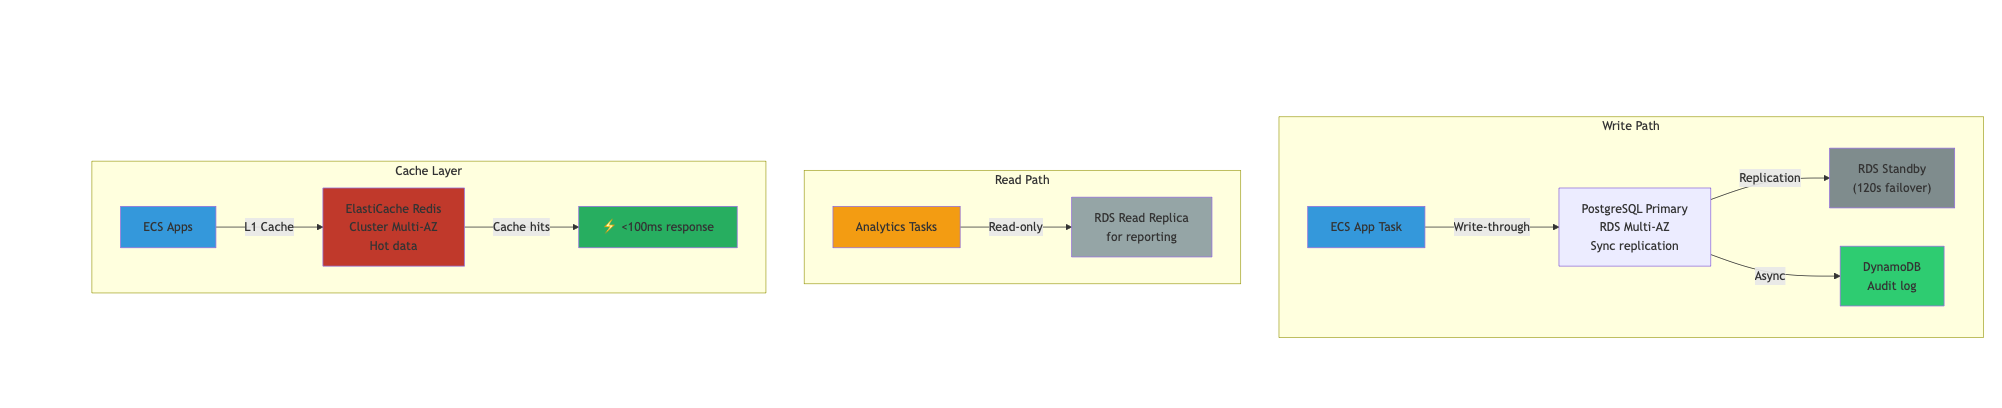 Cache Layer
ECS Apps
L1 Cache
ElastiCache Redis
Cluster Multi-AZ
Hot data
Cache hits
⚡ <100ms response
Read Path
Analytics Tasks
Read-only
RDS Read Replica
for reporting
Write Path
ECS App Task
Write-through
PostgreSQL Primary
RDS Multi-AZ
Sync replication
Replication
RDS Standby
(120s failover)
Async
DynamoDB
Audit log